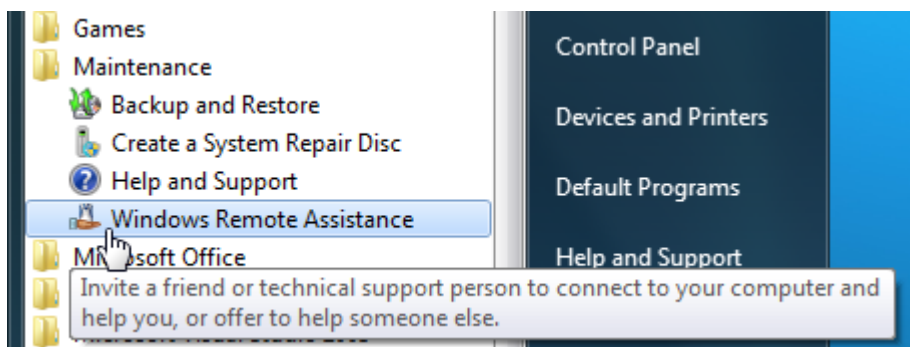 Games
Maintenance
Backup and Restore
Create a System Repair Disc
Help and Support
Windows Remote Assistance
Microsoft Office
Invite a friend or technical support person to connect to your computer and
help you, or offer to help someone else.
Control Panel
Devices and Printers
Default Programs
Help and Support